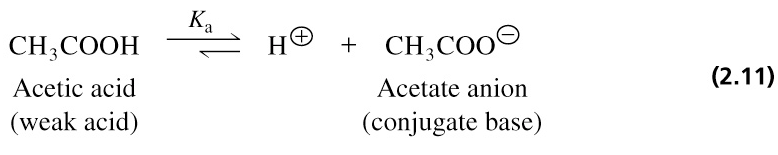 Kₐ
CH₃COOH ⇌ H⊕ + CH₃COO⊖
Acetic acid Acetate anion (2.11)
(weak acid) (conjugate base)